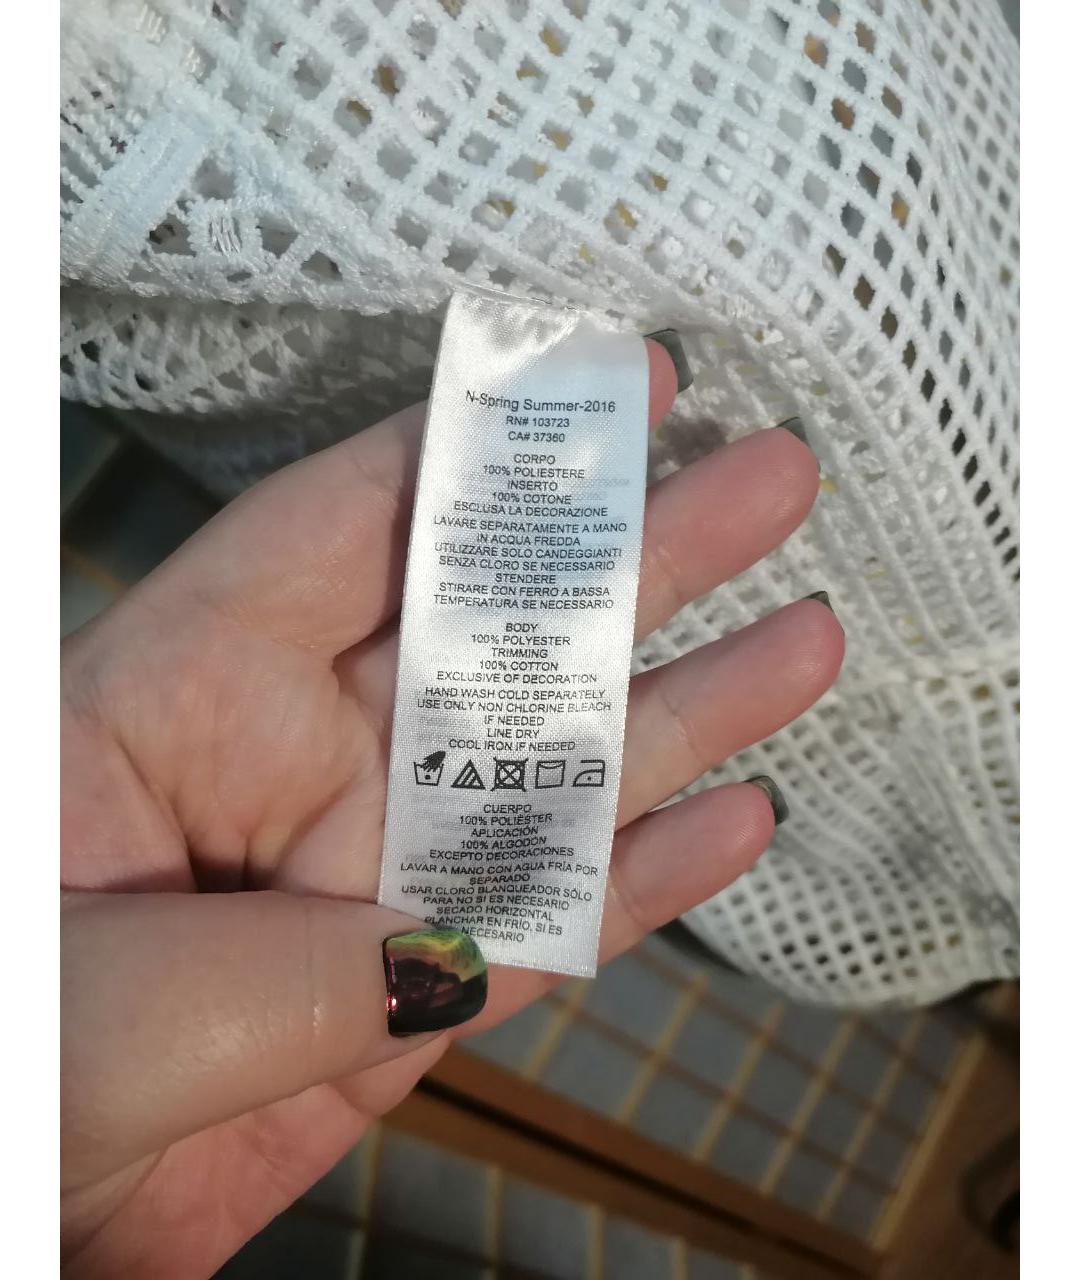 N-Spring Summer-2016
RN# 103723
CA# 37360
CORPO
100% POLIESTERE
INSERTO
100% COTONE
ESCLUSA LA DECORAZIONE
LAVARE SEPARATAMENTE A MANO
IN ACQUA FREDDA
UTILIZZARE SOLO CANDEGGIANTI
SENZA CLORO SE NECESSARIO
STENDERE
STIRARE CON FERRO A BASSA
TEMPERATURA SE NECESSARIO
BODY
100% POLYESTER
TRIMMING
100% COTTON
EXCLUSIVE OF DECORATION
HAND WASH COLD SEPARATELY
USE ONLY NON CHLORINE BLEACH
IF NEEDED
LINE DRY
COOL IRON IF NEEDED
CUERPO
100% POLIÉSTER
APLICACIÓN
100% ALGODÓN
EXCEPTO DECORACIONES
LAVAR A MANO CON AGUA FRÍA POR
SEPARADO
USAR CLORO BLANQUEADOR SÓLO
PARA NO SI ES NECESARIO
SECADO HORIZONTAL
PLANCHAR EN FRÍO, SI ES
NECESARIO